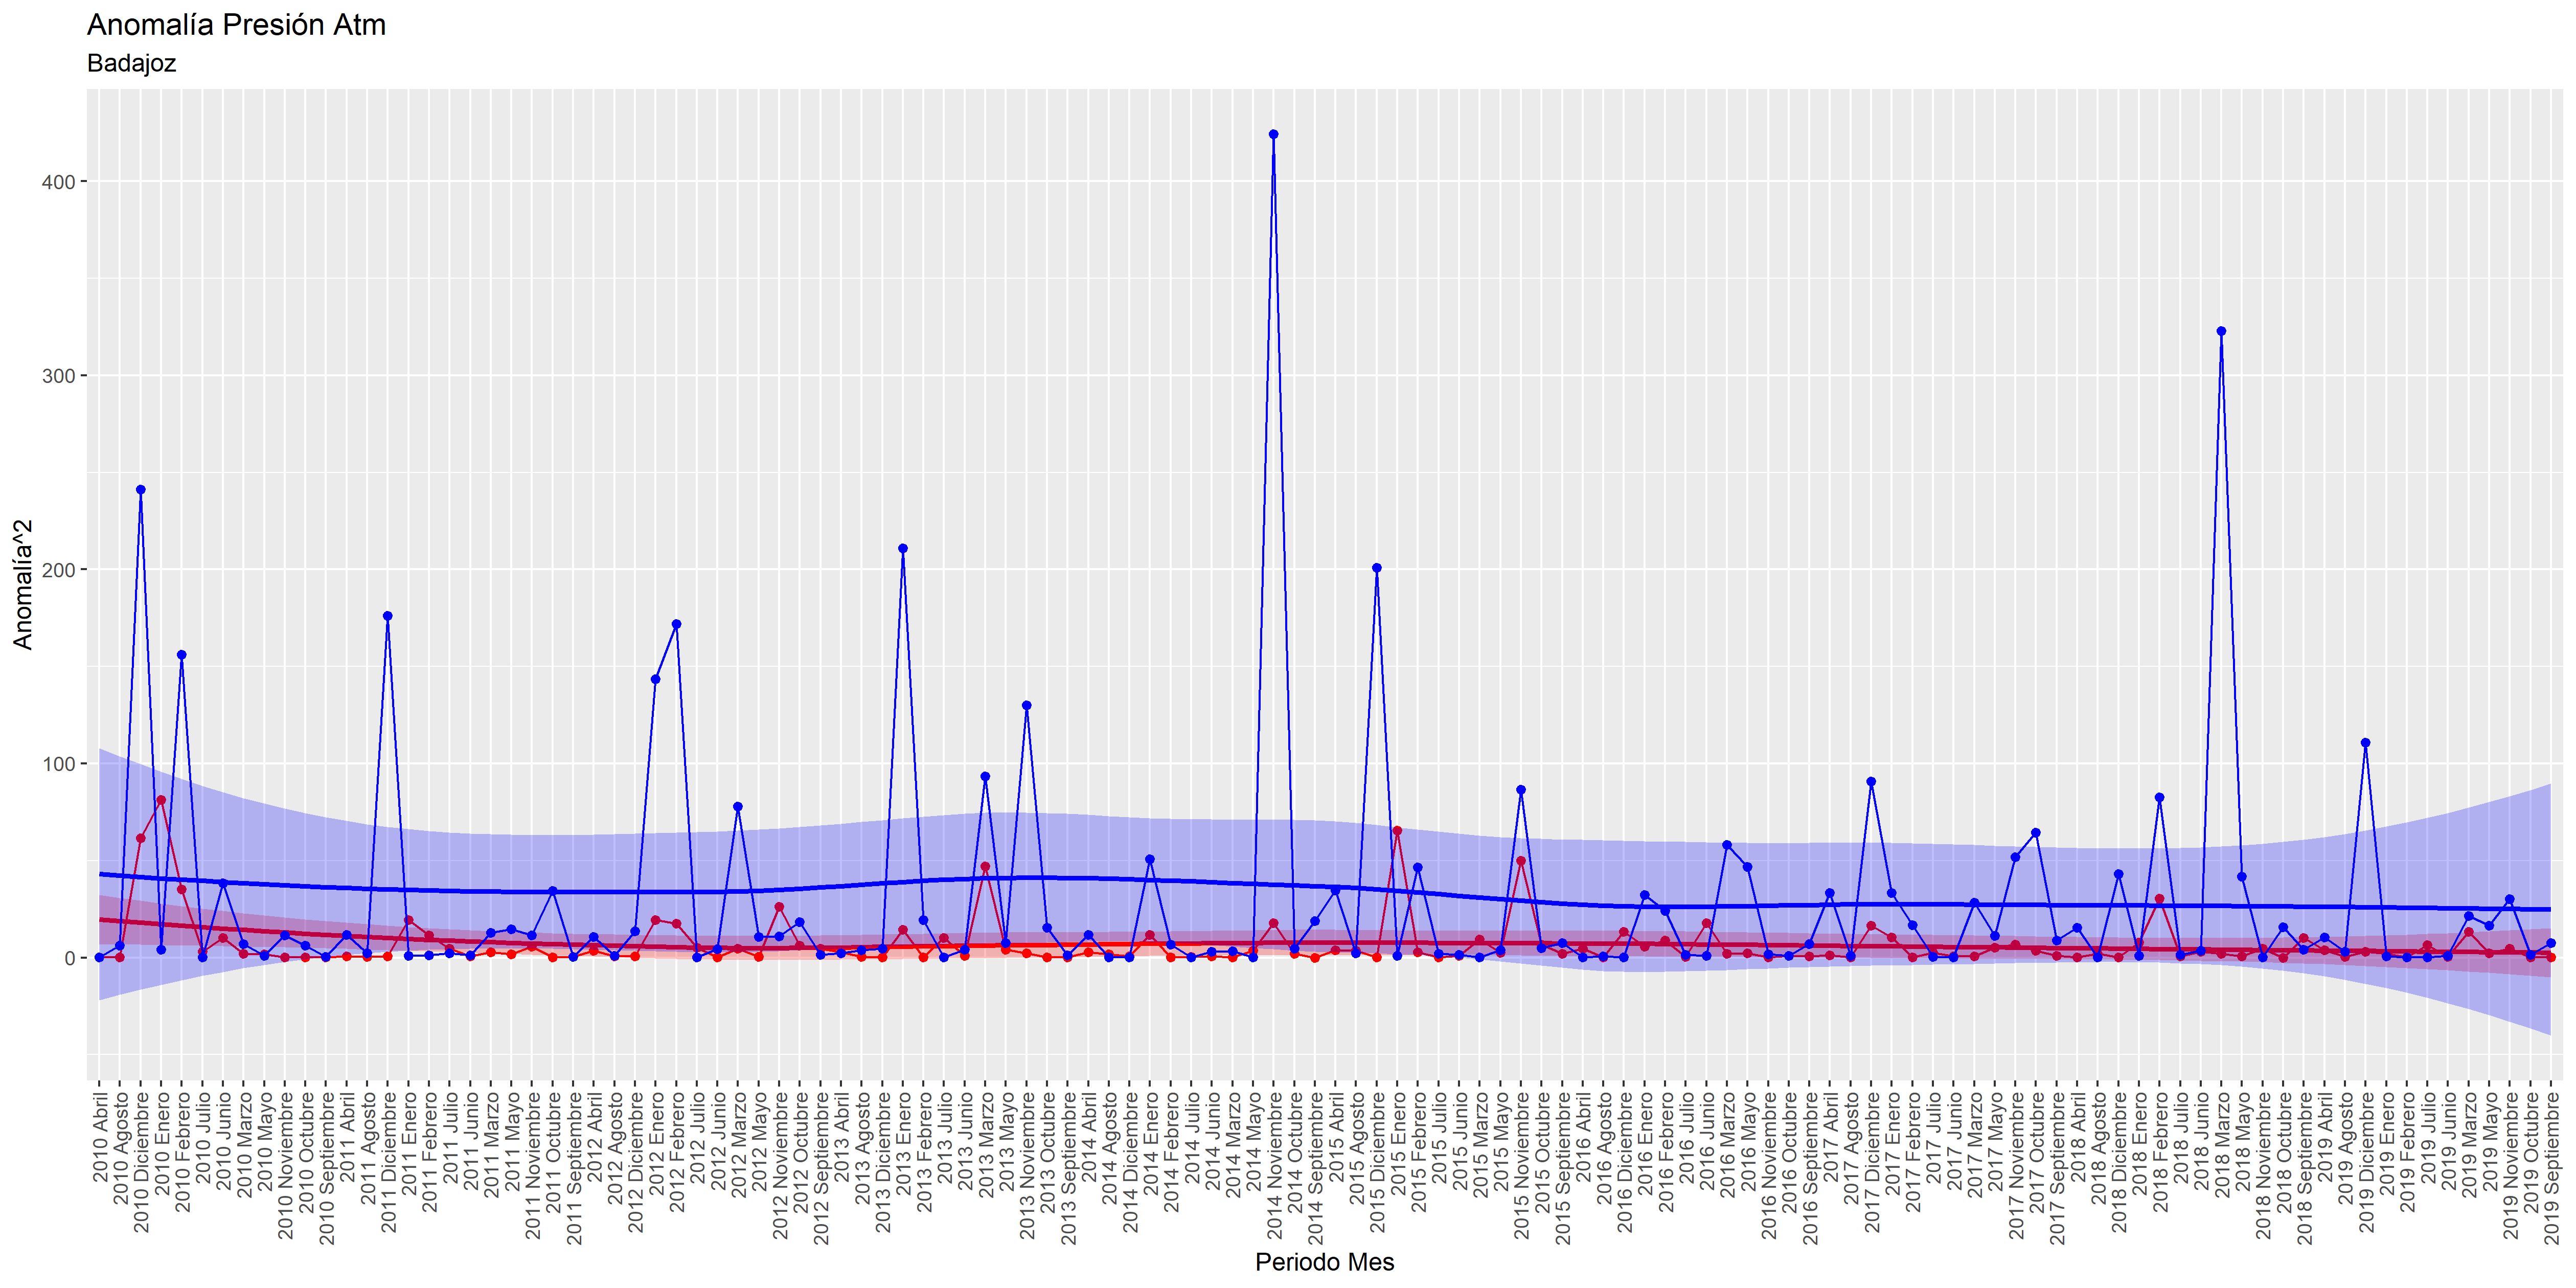 Anomalía Presión Atm
Badajoz
Anomalía^2
400
300
200
100
0
2010 Abril
2010 Agosto
2010 Diciembre
2010 Enero
2010 Febrero
2010 Julio
2010 Junio
2010 Marzo
2010 Mayo
2010 Noviembre
2010 Octubre
2010 Septiembre
2011 Abril
2011 Agosto
2011 Diciembre
2011 Enero
2011 Febrero
2011 Julio
2011 Junio
2011 Marzo
2011 Mayo
2011 Noviembre
2011 Octubre
2011 Septiembre
2012 Abril
2012 Agosto
2012 Diciembre
2012 Enero
2012 Febrero
2012 Julio
2012 Junio
2012 Marzo
2012 Mayo
2012 Noviembre
2012 Octubre
2012 Septiembre
2013 Abril
2013 Agosto
2013 Diciembre
2013 Enero
2013 Febrero
2013 Julio
2013 Junio
2013 Marzo
2013 Mayo
2013 Noviembre
2013 Octubre
2013 Septiembre
2014 Abril
2014 Agosto
2014 Diciembre
2014 Enero
2014 Febrero
2014 Julio
2014 Junio
2014 Marzo
2014 Mayo
2014 Noviembre
2014 Octubre
2014 Septiembre
2015 Abril
2015 Agosto
2015 Diciembre
2015 Enero
2015 Febrero
2015 Julio
2015 Junio
2015 Marzo
2015 Mayo
2015 Noviembre
2015 Octubre
2015 Septiembre
2016 Abril
2016 Agosto
2016 Diciembre
2016 Enero
2016 Febrero
2016 Julio
2016 Junio
2016 Marzo
2016 Mayo
2016 Noviembre
2016 Octubre
2016 Septiembre
2017 Abril
2017 Agosto
2017 Diciembre
2017 Enero
2017 Febrero
2017 Julio
2017 Junio
2017 Marzo
2017 Mayo
2017 Noviembre
2017 Octubre
2017 Septiembre
2018 Abril
2018 Agosto
2018 Diciembre
2018 Enero
2018 Febrero
2018 Julio
2018 Junio
2018 Marzo
2018 Mayo
2018 Noviembre
2018 Octubre
2018 Septiembre
2019 Abril
2019 Agosto
2019 Diciembre
2019 Enero
2019 Febrero
2019 Julio
2019 Junio
2019 Marzo
2019 Mayo
2019 Noviembre
2019 Octubre
2019 Septiembre
Periodo Mes